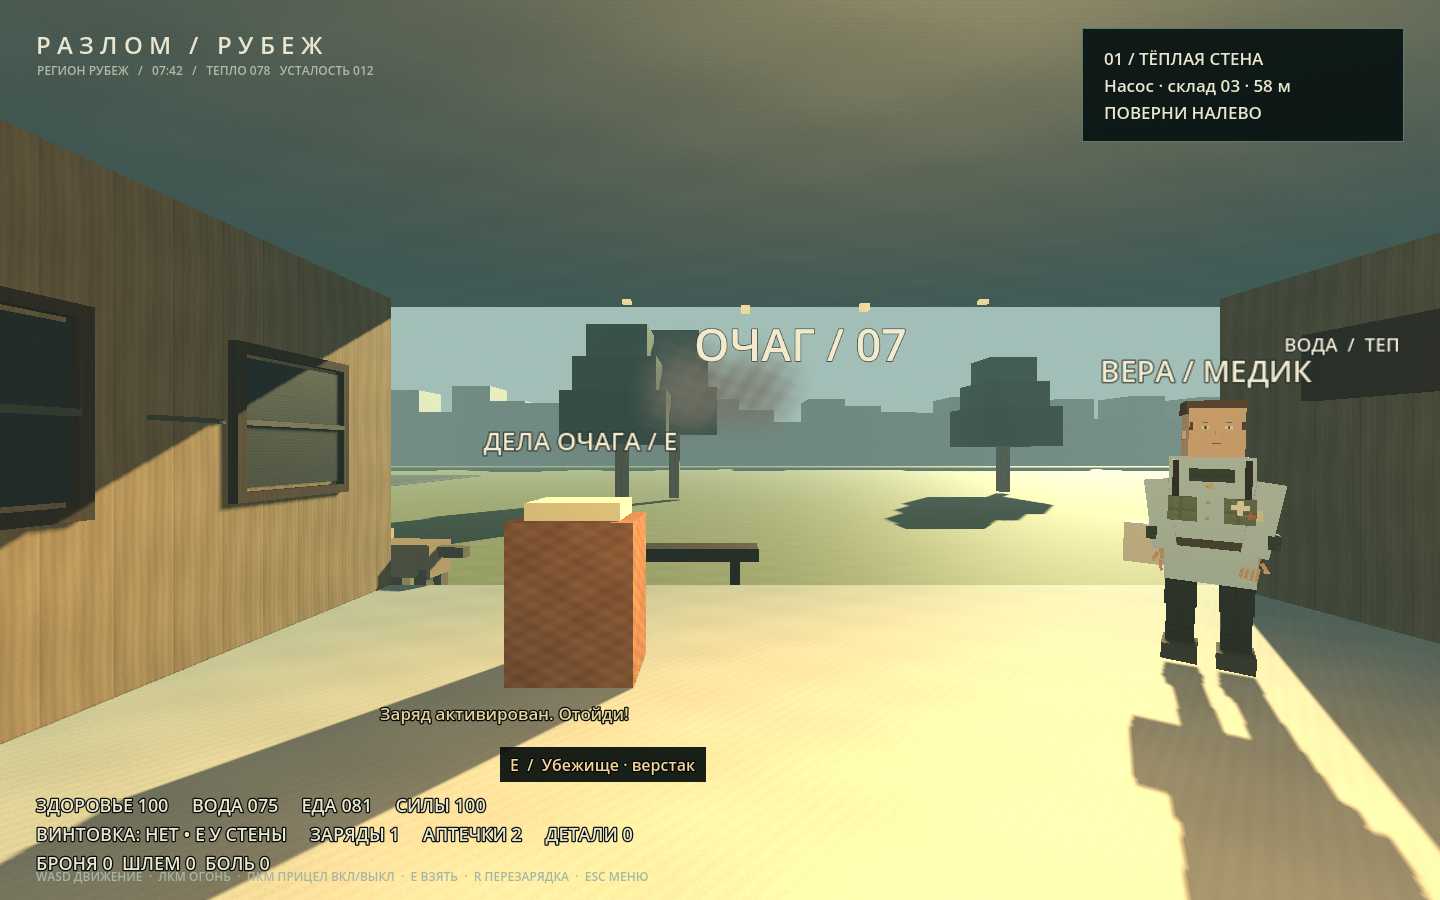 РАЗЛОМ / РУБЕЖ
РЕГИОН РУБЕЖ / 07:42 / ТЕПЛО 078 УСТАЛОСТЬ 012
01 / ТЁПЛАЯ СТЕНА
Насос · склад 03 · 58 м
ПОВЕРНИ НАЛЕВО
ОЧАГ / 07
ВОДА / ТЕП
ВЕРА / МЕДИК
ДЕЛА ОЧАГА / E
Заряд активирован. Отойди!
E / Убежище · верстак
ЗДОРОВЬЕ 100 ВОДА 075 ЕДА 081 СИЛЫ 100
ВИНТОВКА: НЕТ • E У СТЕНЫ ЗАРЯДЫ 1 АПТЕЧКИ 2 ДЕТАЛИ 0
БРОНЯ 0 ШЛЕМ 0 БОЛЬ 0
WASD ДВИЖЕНИЕ · ЛКМ ОГОНЬ · ПКМ ПРИЦЕЛ ВКЛ/ВЫКЛ · E ВЗЯТЬ · R ПЕРЕЗАРЯДКА · ESC МЕНЮ